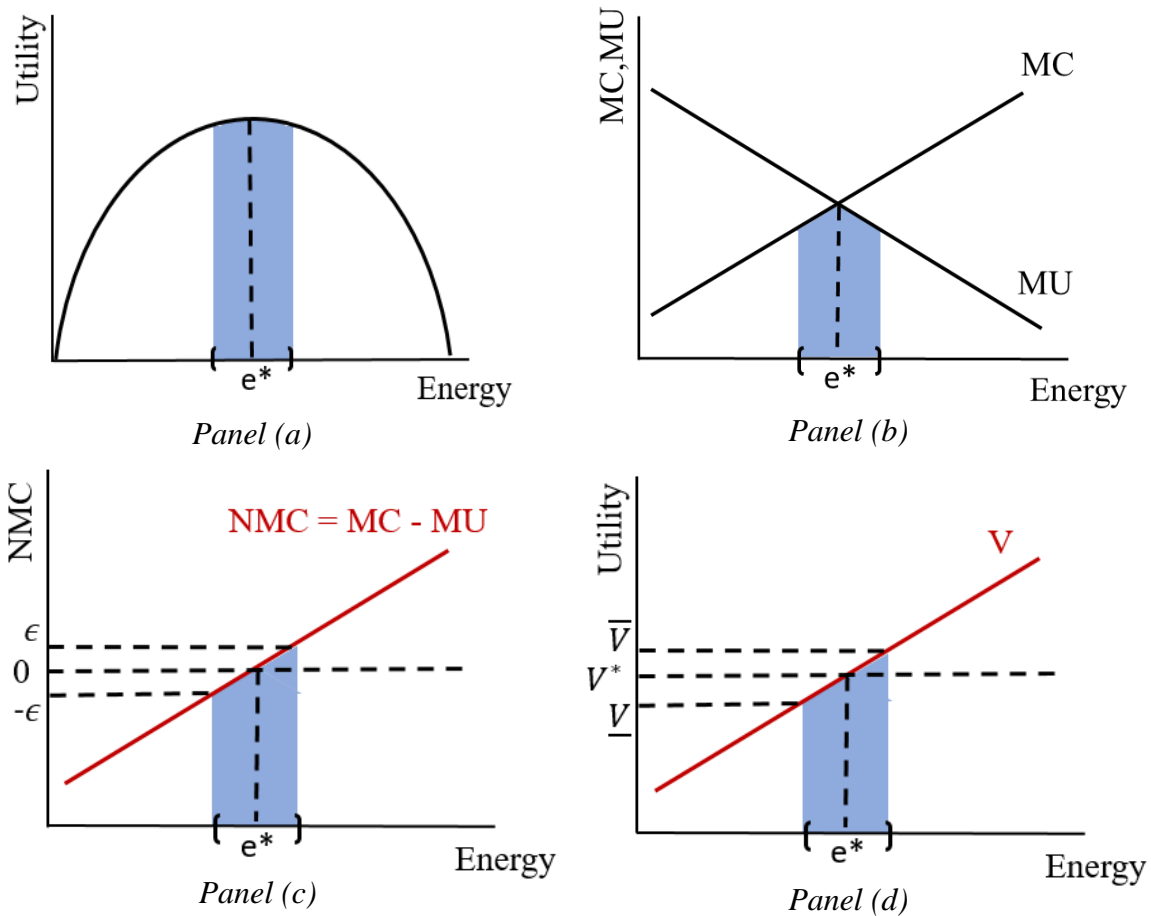 Utility
e*
Energy
Panel (a)
MC,MU
MC
MU
e*
Energy
Panel (b)
NMC
NMC = MC - MU
ϵ
0
-ϵ
e*
Energy
Panel (c)
Utility
V
V̅
V*
V̲
e*
Energy
Panel (d)